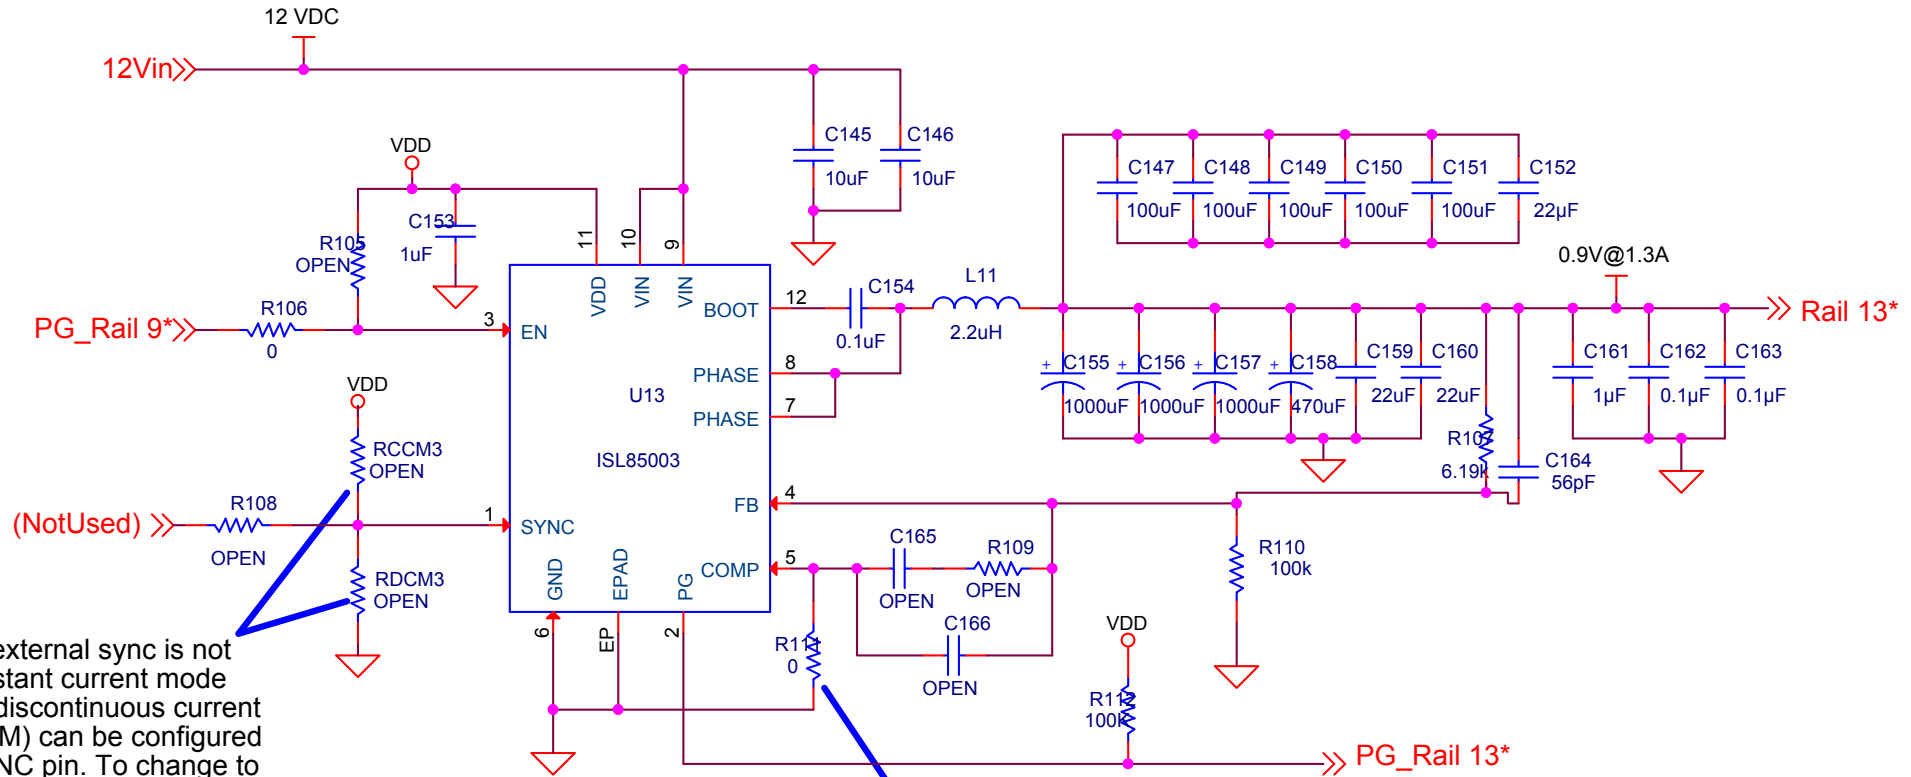 12 VDC
12Vin
VDD
C145
10uF
C146
10uF
C147
100uF
C148
100uF
C149
100uF
C150
100uF
C151
100uF
C152
22µF
R105
OPEN
C153
1uF
11
10
9
VDD
VIN
VIN
0.9V@1.3A
R106
0
PG_Rail 9*
3
EN
BOOT
12
C154
0.1uF
L11
2.2uH
Rail 13*
PHASE
8
PHASE
7
U13
ISL85003
+
C155
1000uF
+
C156
1000uF
+
C157
1000uF
+
C158
470uF
C159
22uF
C160
22uF
C161
1µF
C162
0.1µF
C163
0.1µF
R107
6.19k
C164
56pF
VDD
RCCM3
OPEN
(NotUsed)
R108
OPEN
1
SYNC
FB
4
RDCM3
OPEN
GND
EPAD
PG
COMP
5
C165
OPEN
R109
OPEN
R110
100k
6
EP
2
C166
OPEN
R111
0
VDD
R112
100K
PG_Rail 13*
external sync is not
stant current mode
discontinuous current
M) can be configured
NC pin. To change to